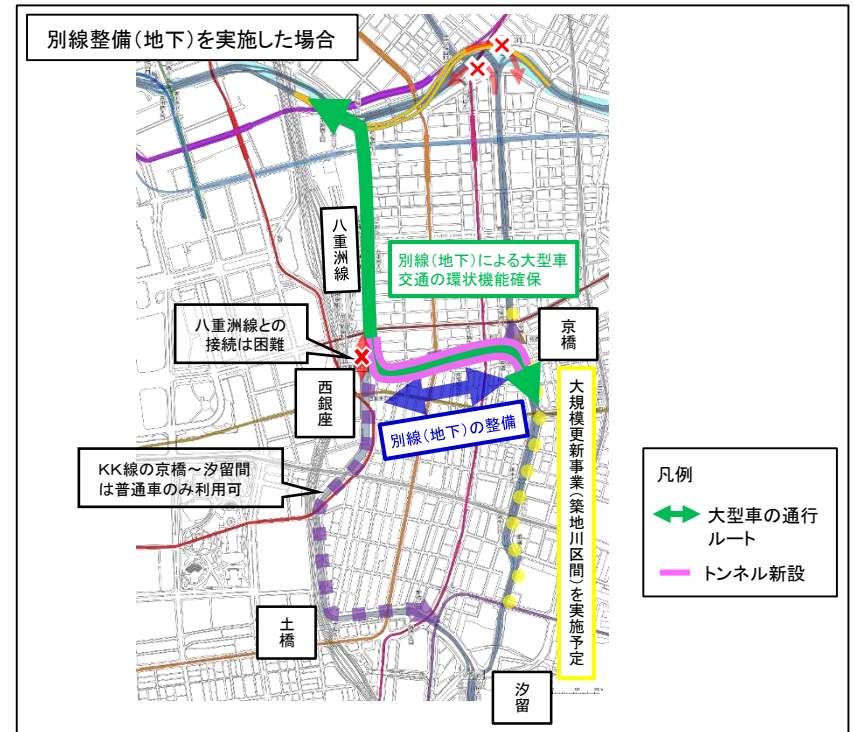 別線整備(地下)を実施した場合
八重洲線
別線(地下)による大型車
交通の環状機能確保
八重洲線との
接続は困難
京橋
西銀座
別線(地下)の整備
大規模更新事業(築地川区間)を実施予定
KK線の京橋～汐留間
は普通車のみ利用可
凡例
大型車の通行
ルート
トンネル新設
土橋
汐留